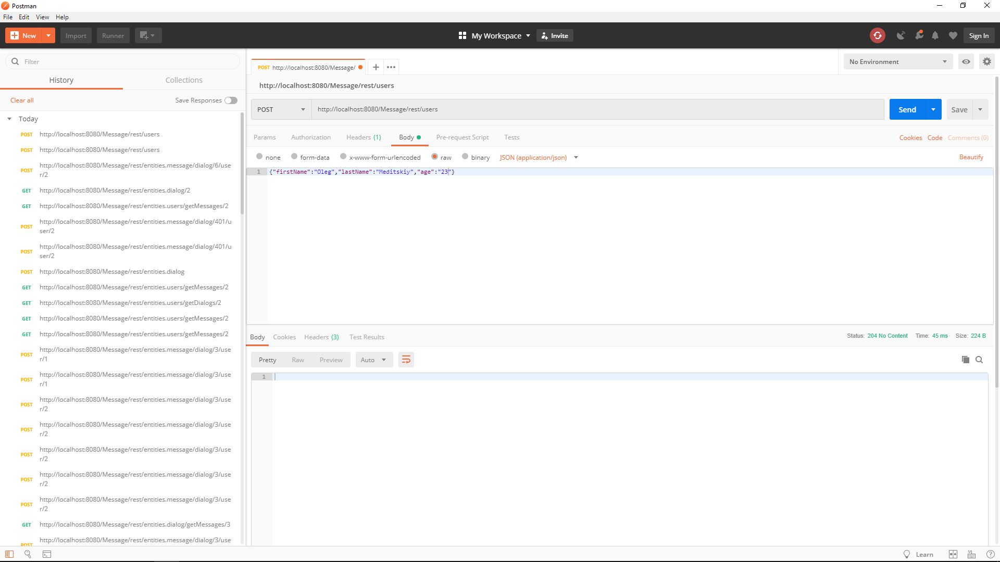 Postman
File Edit View Help
New Import Runner My Workspace Invite Sign In
Filter
History Collections
Clear all Save Responses
Today
POST http://localhost:8080/Message/rest/users
POST http://localhost:8080/Message/rest/users
POST http://localhost:8080/Message/rest/entities.message/dialog/6/use
r/2
GET http://localhost:8080/Message/rest/entities.dialog/2
GET http://localhost:8080/Message/rest/entities.users/getMessages/2
POST http://localhost:8080/Message/rest/entities.message/dialog/401/u
ser/2
POST http://localhost:8080/Message/rest/entities.message/dialog/401/u
ser/2
POST http://localhost:8080/Message/rest/entities.dialog
GET http://localhost:8080/Message/rest/entities.users/getMessages/2
GET http://localhost:8080/Message/rest/entities.users/getDialogs/2
GET http://localhost:8080/Message/rest/entities.users/getMessages/2
GET http://localhost:8080/Message/rest/entities.users/getMessages/2
POST http://localhost:8080/Message/rest/entities.message/dialog/3/use
r/1
POST http://localhost:8080/Message/rest/entities.message/dialog/3/use
r/1
POST http://localhost:8080/Message/rest/entities.message/dialog/3/use
r/2
POST http://localhost:8080/Message/rest/entities.message/dialog/3/use
r/2
POST http://localhost:8080/Message/rest/entities.message/dialog/3/use
r/2
POST http://localhost:8080/Message/rest/entities.message/dialog/3/use
r/2
POST http://localhost:8080/Message/rest/entities.message/dialog/3/use
r/2
GET http://localhost:8080/Message/rest/entities.dialog/getMessages/3
POST http://localhost:8080/Message/rest/entities.message/dialog/3/use
POST http://localhost:8080/Message/
No Environment
http://localhost:8080/Message/rest/users
POST http://localhost:8080/Message/rest/users Send Save
Params Authorization Headers (1) Body Pre-request Script Tests Cookies Code Comments (0)
none form-data x-www-form-urlencoded raw binary JSON (application/json) Beautify
1 {"firstName":"Oleg","lastName":"Meditskiy","age":"23"}
Body Cookies Headers (3) Test Results Status: 204 No Content Time: 45 ms Size: 224 B
Pretty Raw Preview Auto
1
Learn